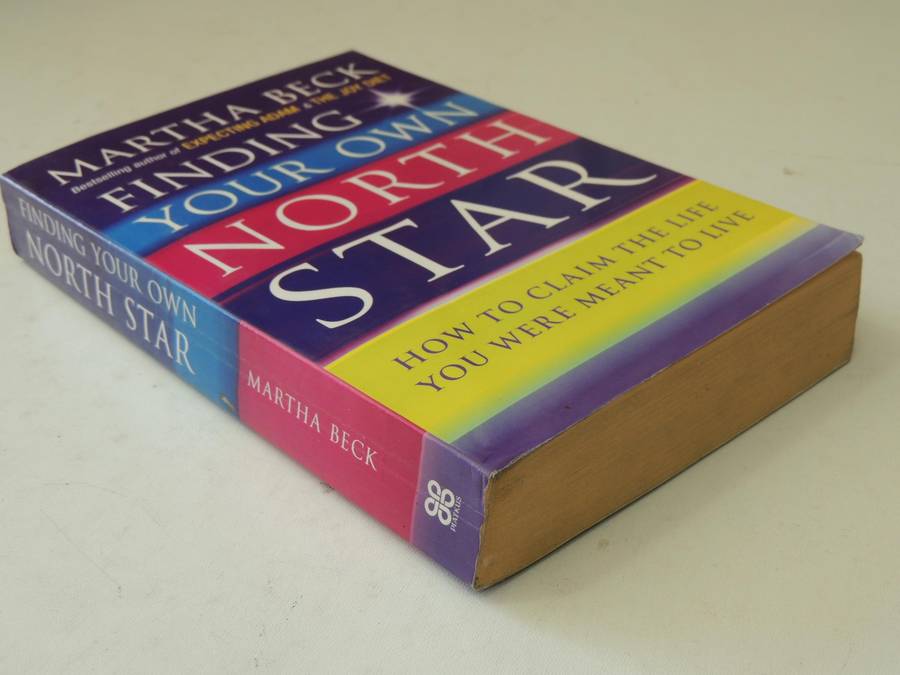 MARTHA BECK
Bestselling author of EXPECTING ADAM & THE JOY DIET
FINDING
YOUR OWN
NORTH
STAR
HOW TO CLAIM THE LIFE
YOU WERE MEANT TO LIVE
FINDING YOUR OWN
NORTH STAR
MARTHA BECK
PIATKUS